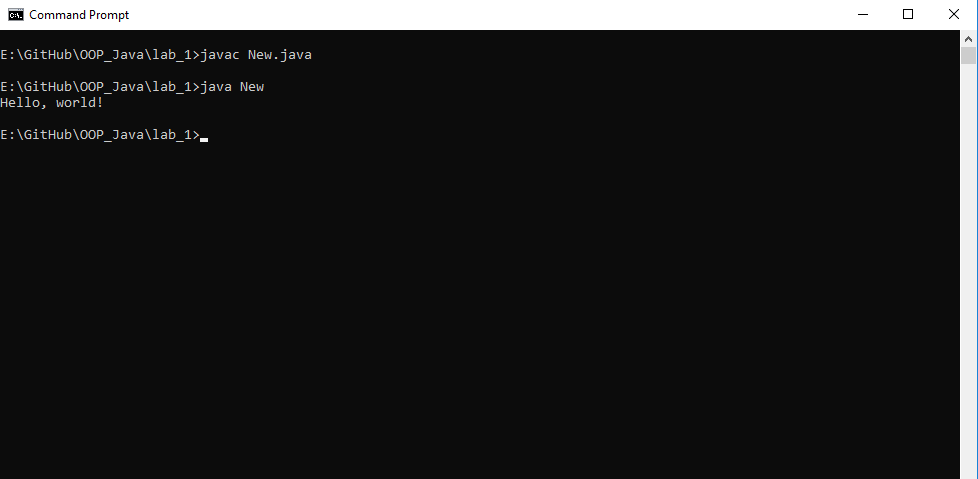 Command Prompt
E:\GitHub\OOP_Java\lab_1>javac New.java
E:\GitHub\OOP_Java\lab_1>java New
Hello, world!
E:\GitHub\OOP_Java\lab_1>